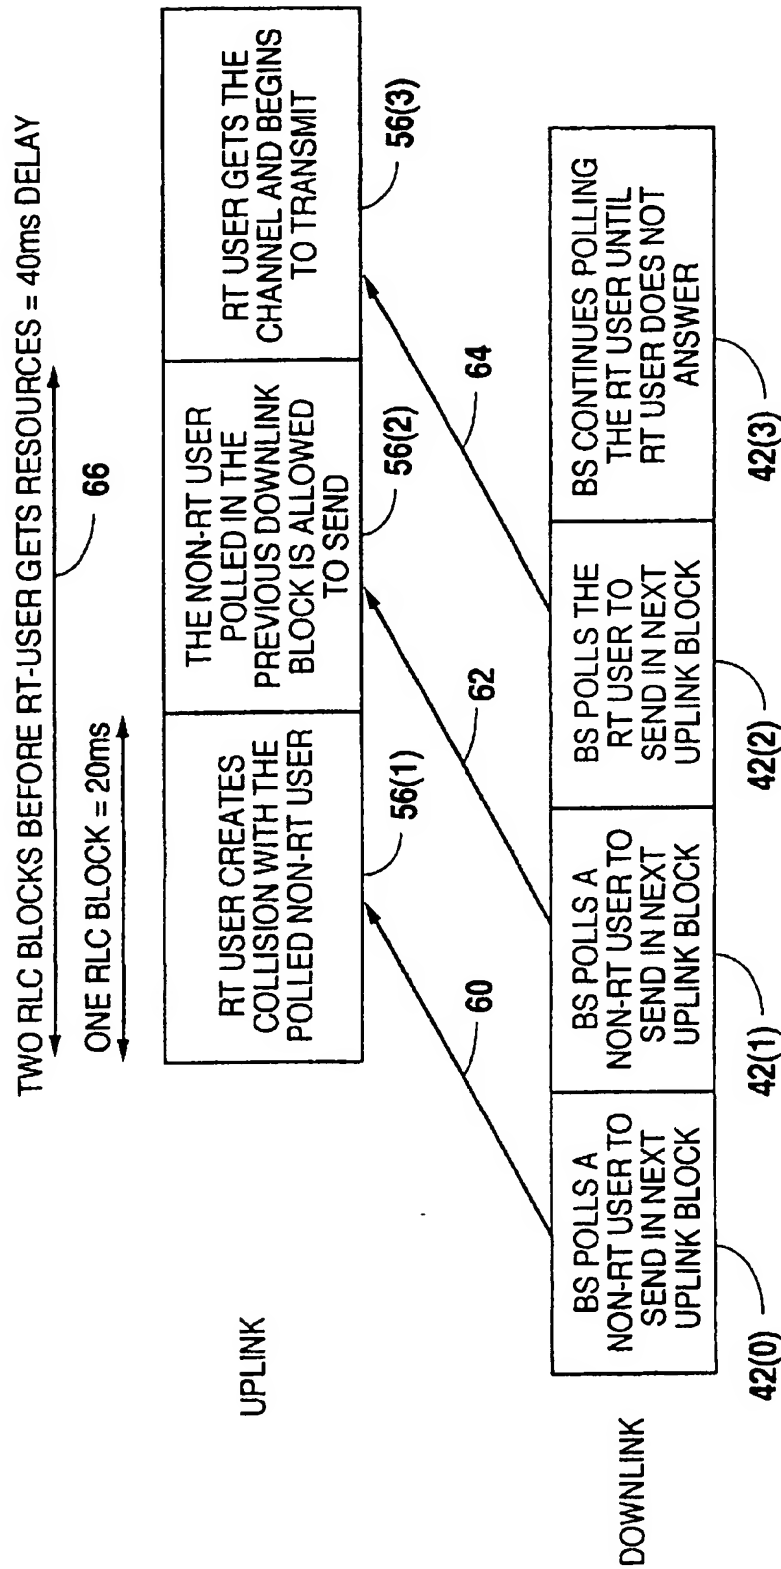 TWO RLC BLOCKS BEFORE RT-USER GETS RESOURCES = 40ms DELAY
66
ONE RLC BLOCK = 20ms
UPLINK
RT USER CREATES
COLLISION WITH THE
POLLED NON-RT USER
56(1)
THE NON-RT USER
POLLED IN THE
PREVIOUS DOWNLINK
BLOCK IS ALLOWED
TO SEND
56(2)
RT USER GETS THE
CHANNEL AND BEGINS
TO TRANSMIT
56(3)
60
62
64
DOWNLINK
BS POLLS A
NON-RT USER TO
SEND IN NEXT
UPLINK BLOCK
42(0)
BS POLLS A
NON-RT USER TO
SEND IN NEXT
UPLINK BLOCK
42(1)
BS POLLS THE
RT USER TO
SEND IN NEXT
UPLINK BLOCK
42(2)
BS CONTINUES POLLING
THE RT USER UNTIL
RT USER DOES NOT
ANSWER
42(3)